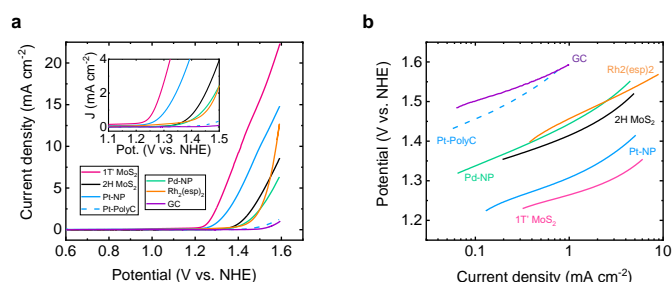 a
Current density (mA cm⁻²)
25
20
15
10
5
0
0.6 0.8 1.0 1.2 1.4 1.6
Potential (V vs. NHE)
J (mA cm⁻²)
4
2
0
1.1 1.2 1.3 1.4 1.5
Pot. (V vs. NHE)
1T' MoS₂
2H MoS₂
Pt-NP
Pt-PolyC
Pd-NP
Rh₂(esp)₂
GC
b
Potential (V vs. NHE)
1.6
1.5
1.4
1.3
1.2
0.1 1 10
Current density (mA cm⁻²)
GC
Rh2(esp)2
Pt-PolyC
2H MoS₂
Pd-NP
Pt-NP
1T' MoS₂